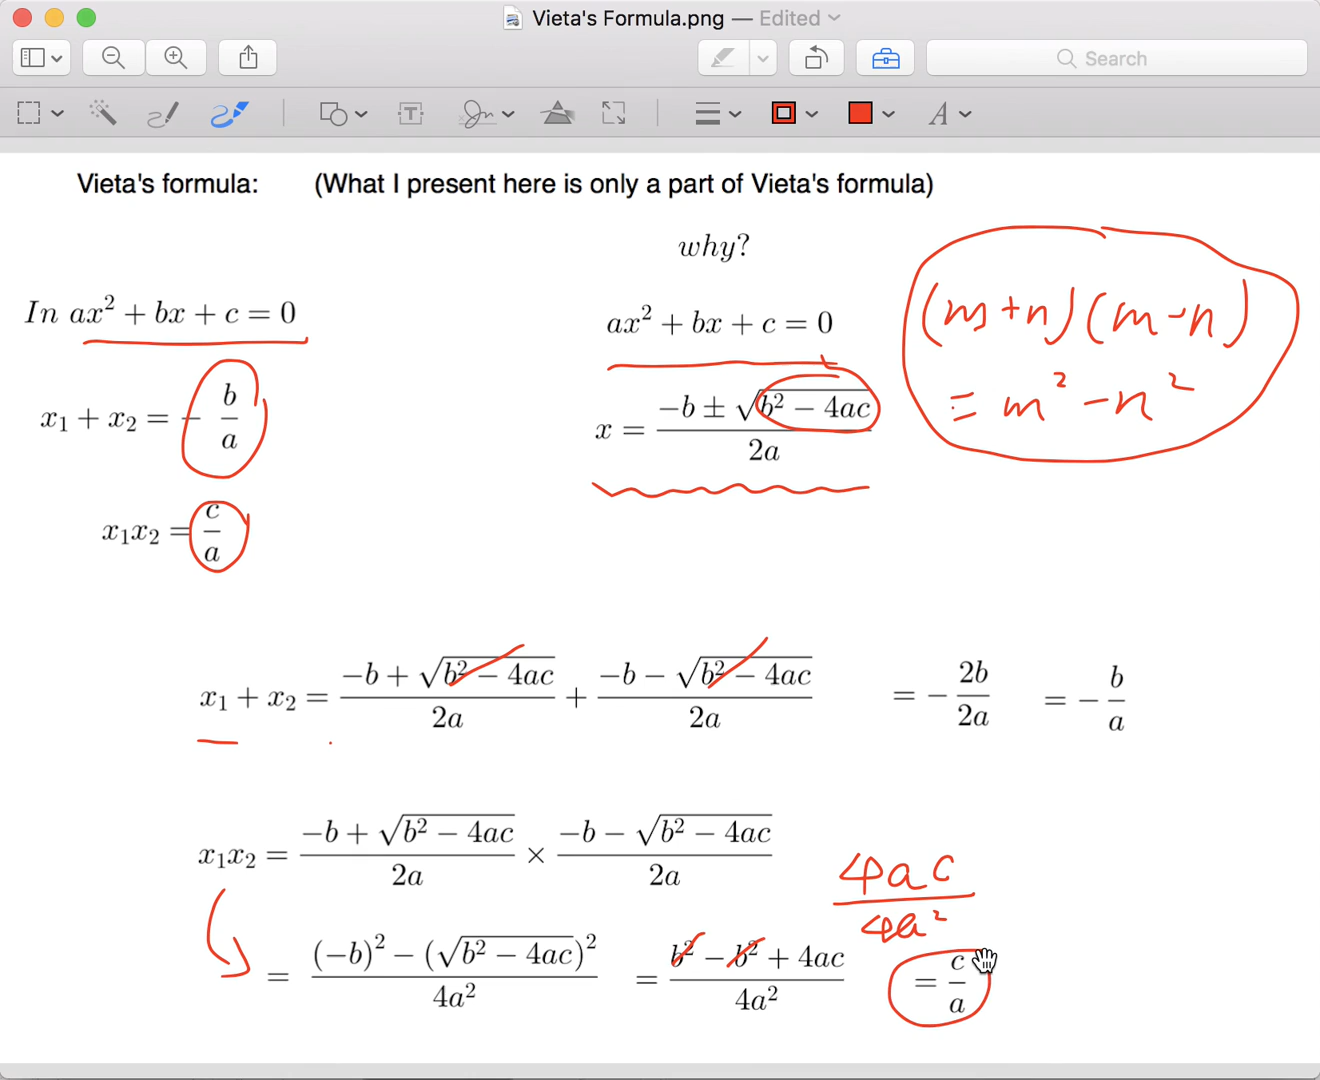 Vieta's Formula.png — Edited
Search
Vieta's formula: (What I present here is only a part of Vieta's formula)
why?
In ax² + bx + c = 0
ax² + bx + c = 0
(m+n)(m-n)
= m² - n²
x₁ + x₂ = - b/a
x = (-b ± √(b² - 4ac))/2a
x₁x₂ = c/a
x₁ + x₂ = (-b + √(b² - 4ac))/2a + (-b - √(b² - 4ac))/2a = - 2b/2a = - b/a
x₁x₂ = (-b + √(b² - 4ac))/2a × (-b - √(b² - 4ac))/2a
4ac/4a²
= ((-b)² - (√(b² - 4ac))²)/4a² = (b² - b² + 4ac)/4a² = c/a